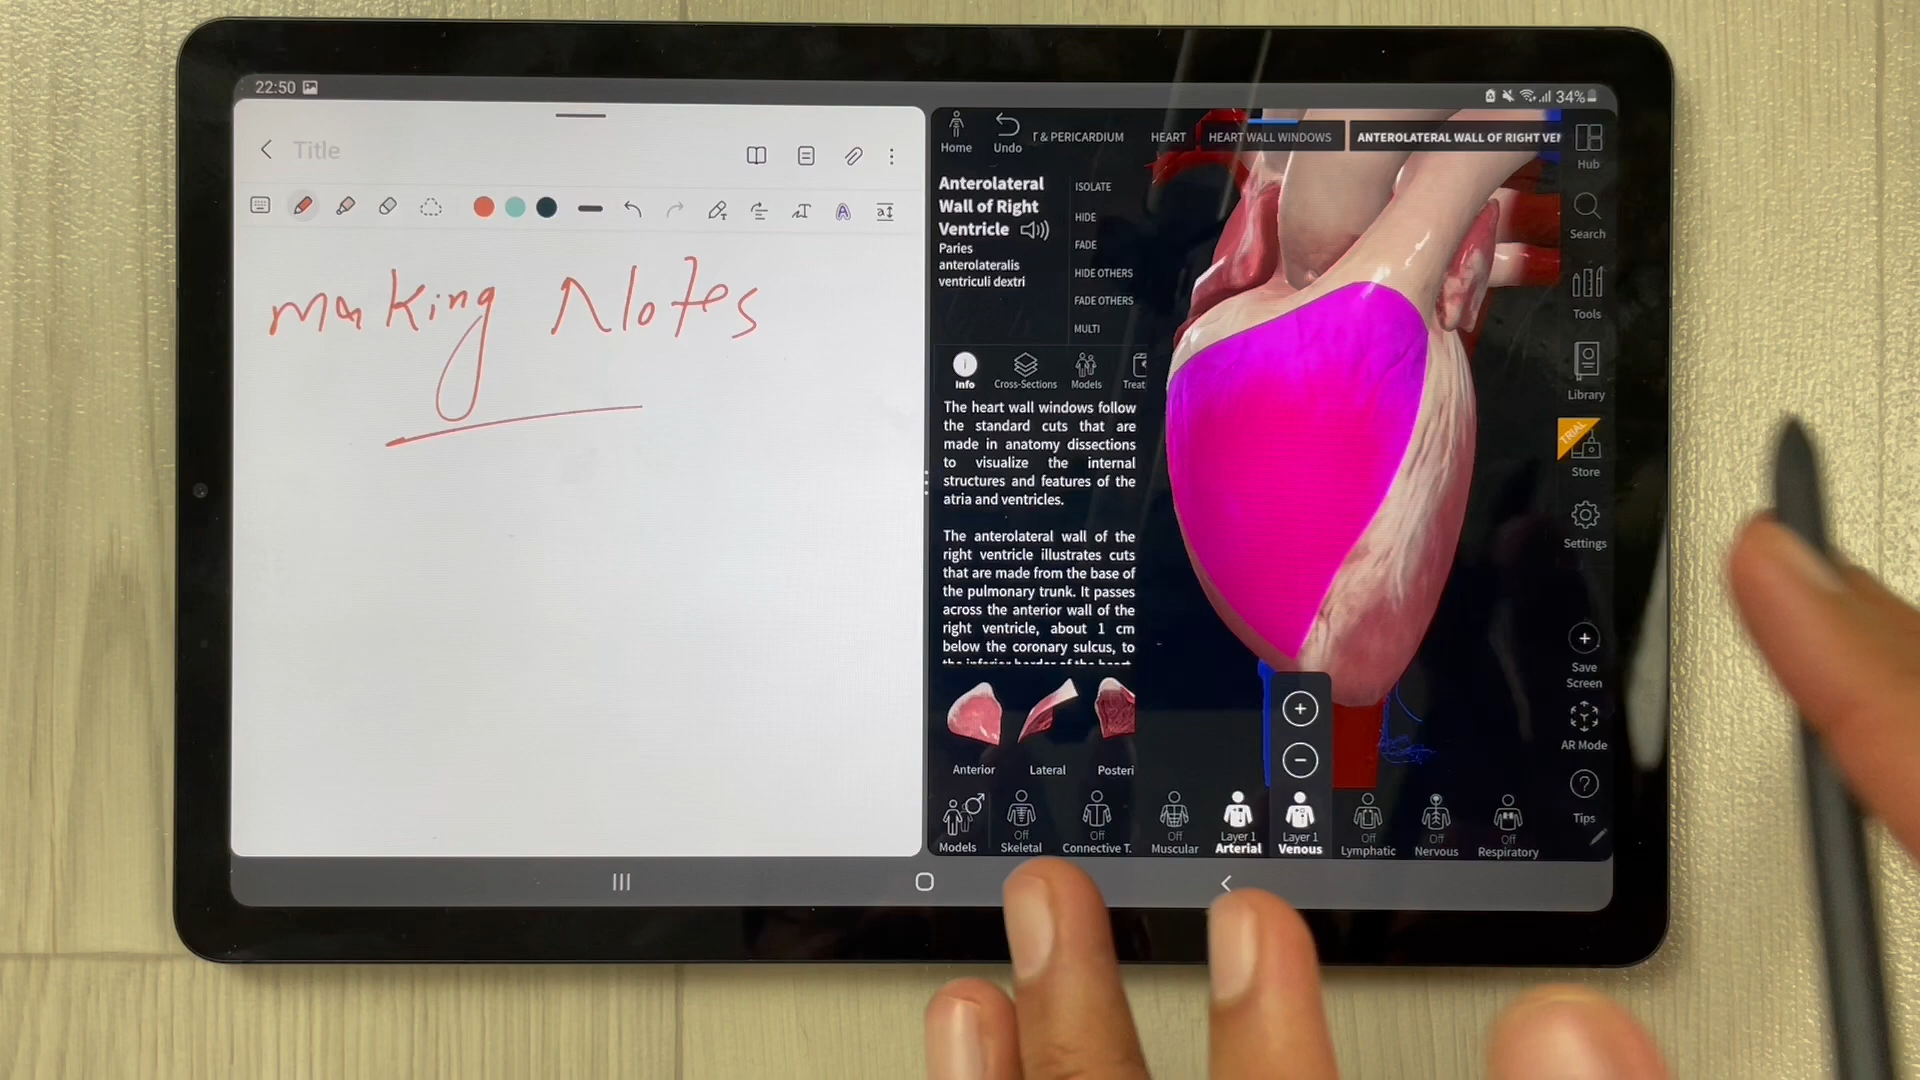 22:50
34%
Title
Making Notes
Home
Undo
T & PERICARDIUM
HEART
HEART WALL WINDOWS
ANTEROLATERAL WALL OF RIGHT VEN
Anterolateral
Wall of Right
Ventricle
Paries
anterolateralis
ventriculi dextri
ISOLATE
HIDE
FADE
HIDE OTHERS
FADE OTHERS
MULTI
Info
Cross-Sections
Models
Treat
The heart wall windows follow
the standard cuts that are
made in anatomy dissections
to visualize the internal
structures and features of the
atria and ventricles.
The anterolateral wall of the
right ventricle illustrates cuts
that are made from the base of
the pulmonary trunk. It passes
across the anterior wall of the
right ventricle, about 1 cm
below the coronary sulcus, to
the inferior border of the heart.
Anterior
Lateral
Posteri
Models
Off
Skeletal
Off
Connective T.
Off
Muscular
Layer 1
Arterial
Layer 1
Venous
Off
Lymphatic
Off
Nervous
Off
Respiratory
Hub
Search
Tools
Library
TRIAL
Store
Settings
Save
Screen
AR Mode
Tips